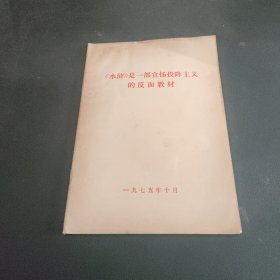 《水浒》是一部宣扬投降主义
的反面教材
一九七五年十月